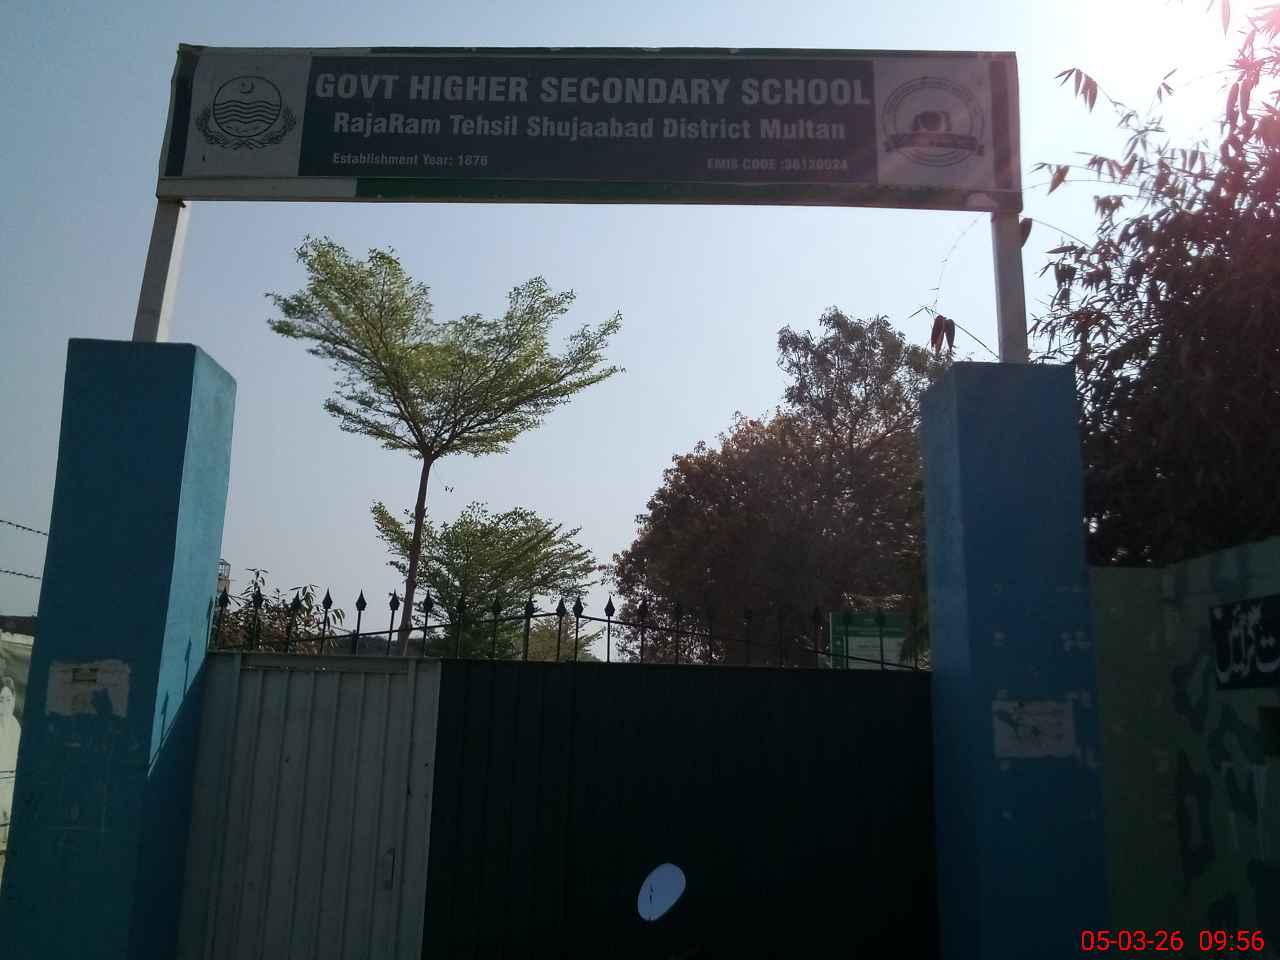 GOVT HIGHER SECONDARY SCHOOL
RajaRam Tehsil Shujaabad District Multan
Establishment Year: 1876
EMIS CODE :36120024
05-03-26 09:56